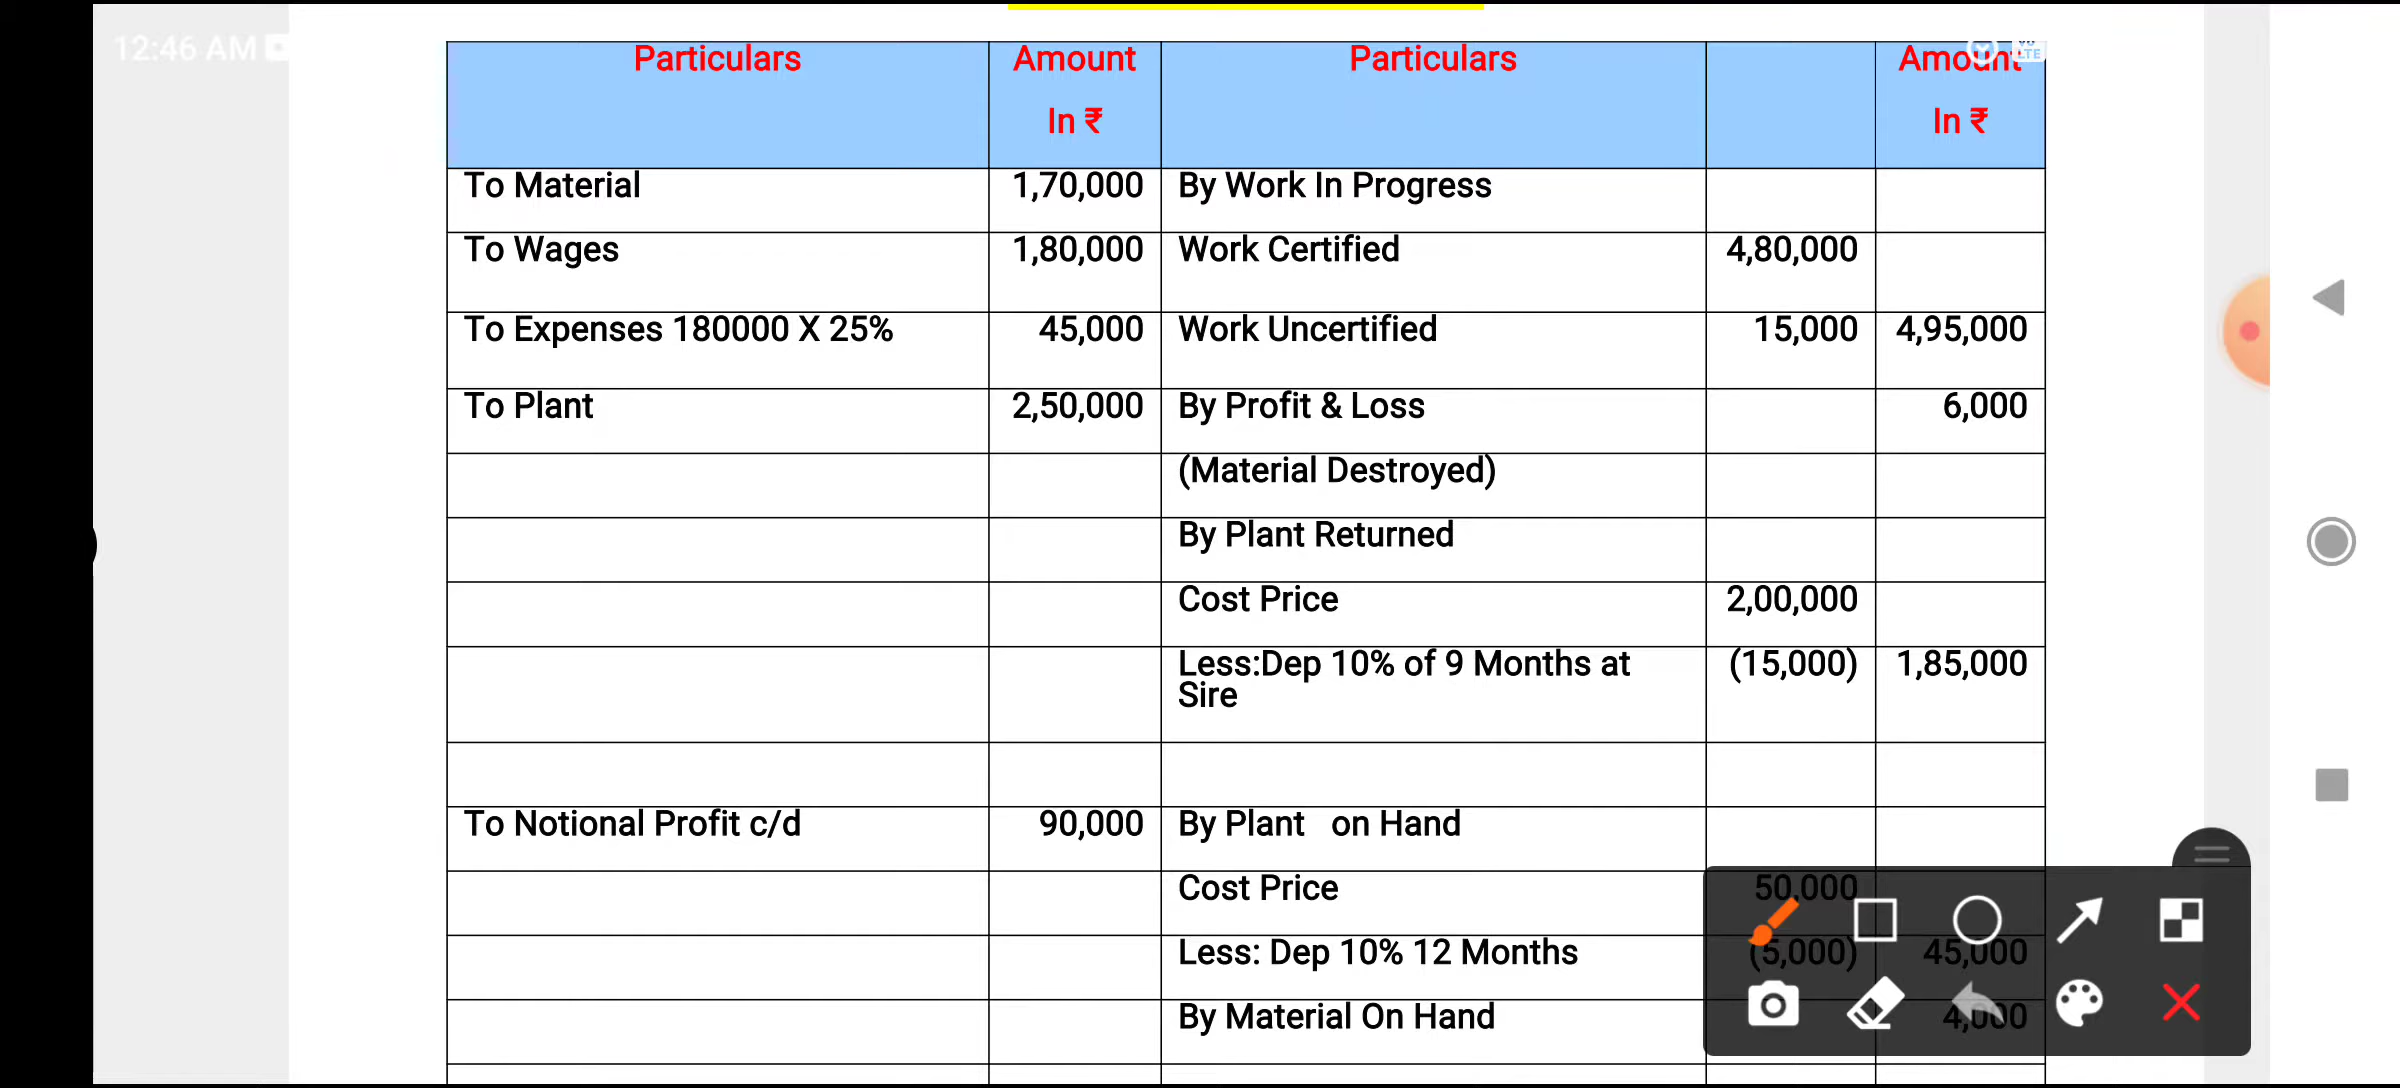 12:46 AM
Particulars Amount Particulars Amount
In ₹ In ₹
To Material 1,70,000 By Work In Progress
To Wages 1,80,000 Work Certified 4,80,000
To Expenses 180000 X 25% 45,000 Work Uncertified 15,000 4,95,000
To Plant 2,50,000 By Profit & Loss 6,000
(Material Destroyed)
By Plant Returned
Cost Price 2,00,000
Less:Dep 10% of 9 Months at (15,000) 1,85,000
Sire
To Notional Profit c/d 90,000 By Plant on Hand
Cost Price 50,000
Less: Dep 10% 12 Months (5,000) 45,000
By Material On Hand 4,000